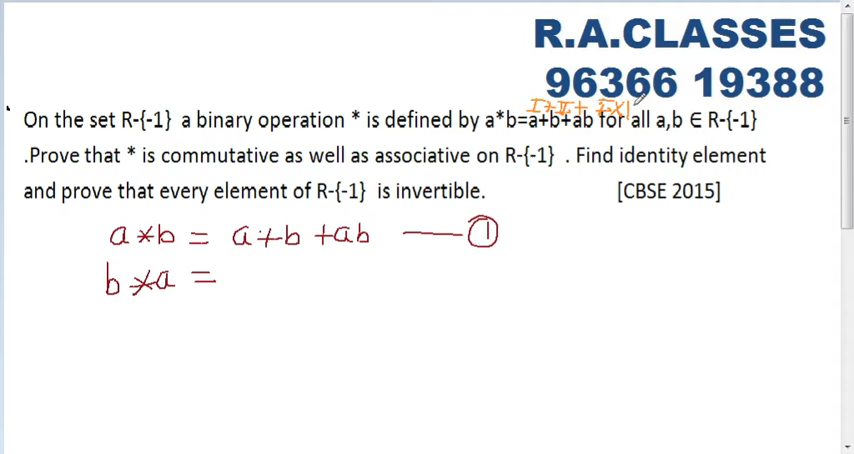 R.A.CLASSES
96366 19388
I+II+ I×II
On the set R-{-1} a binary operation * is defined by a*b=a+b+ab for all a,b ∈ R-{-1}
.Prove that * is commutative as well as associative on R-{-1} . Find identity element
and prove that every element of R-{-1} is invertible. [CBSE 2015]
a*b = a+b +ab —— ①
b*a =